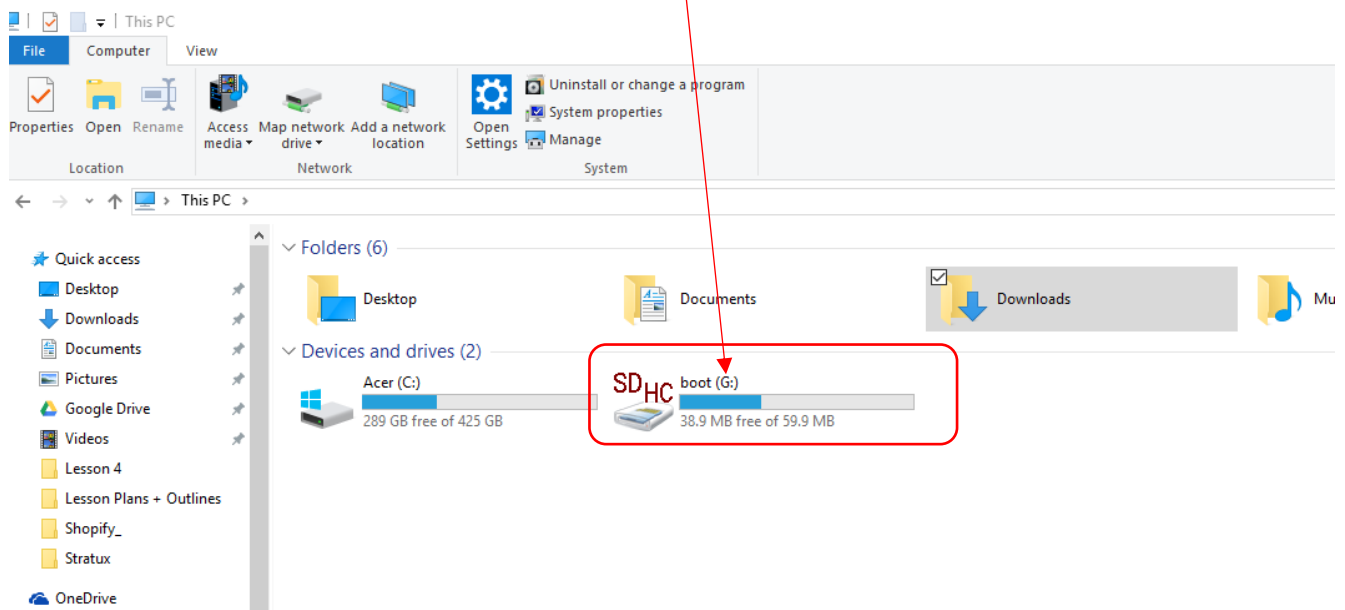 This PC
File Computer View
Uninstall or change a program
System properties
Manage
Properties Open Rename Access media Map network drive Add a network location Open Settings
Location Network System
This PC
Quick access
Desktop
Downloads
Documents
Pictures
Google Drive
Videos
Lesson 4
Lesson Plans + Outlines
Shopify_
Stratux
OneDrive
Folders (6)
Desktop Documents Downloads Mu
Devices and drives (2)
Acer (C:)
289 GB free of 425 GB
SDHC
boot (G:)
38.9 MB free of 59.9 MB